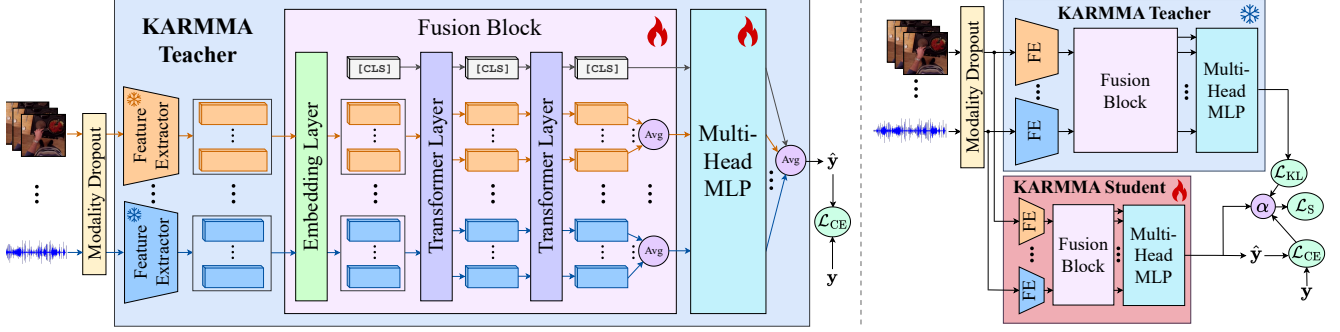 KARMMA
Teacher
Fusion Block
Modality Dropout
Feature
Extractor
Feature
Extractor
Embedding Layer
[CLS]
Transformer Layer
[CLS]
Transformer Layer
[CLS]
Avg
Avg
Multi-
Head
MLP
Avg
ŷ
ℒCE
y
Modality Dropout
KARMMA Teacher
FE
FE
Fusion
Block
Multi-
Head
MLP
ℒKL
KARMMA Student
FE
FE
Fusion
Block
Multi-
Head
MLP
α
ℒS
ŷ
ℒCE
y